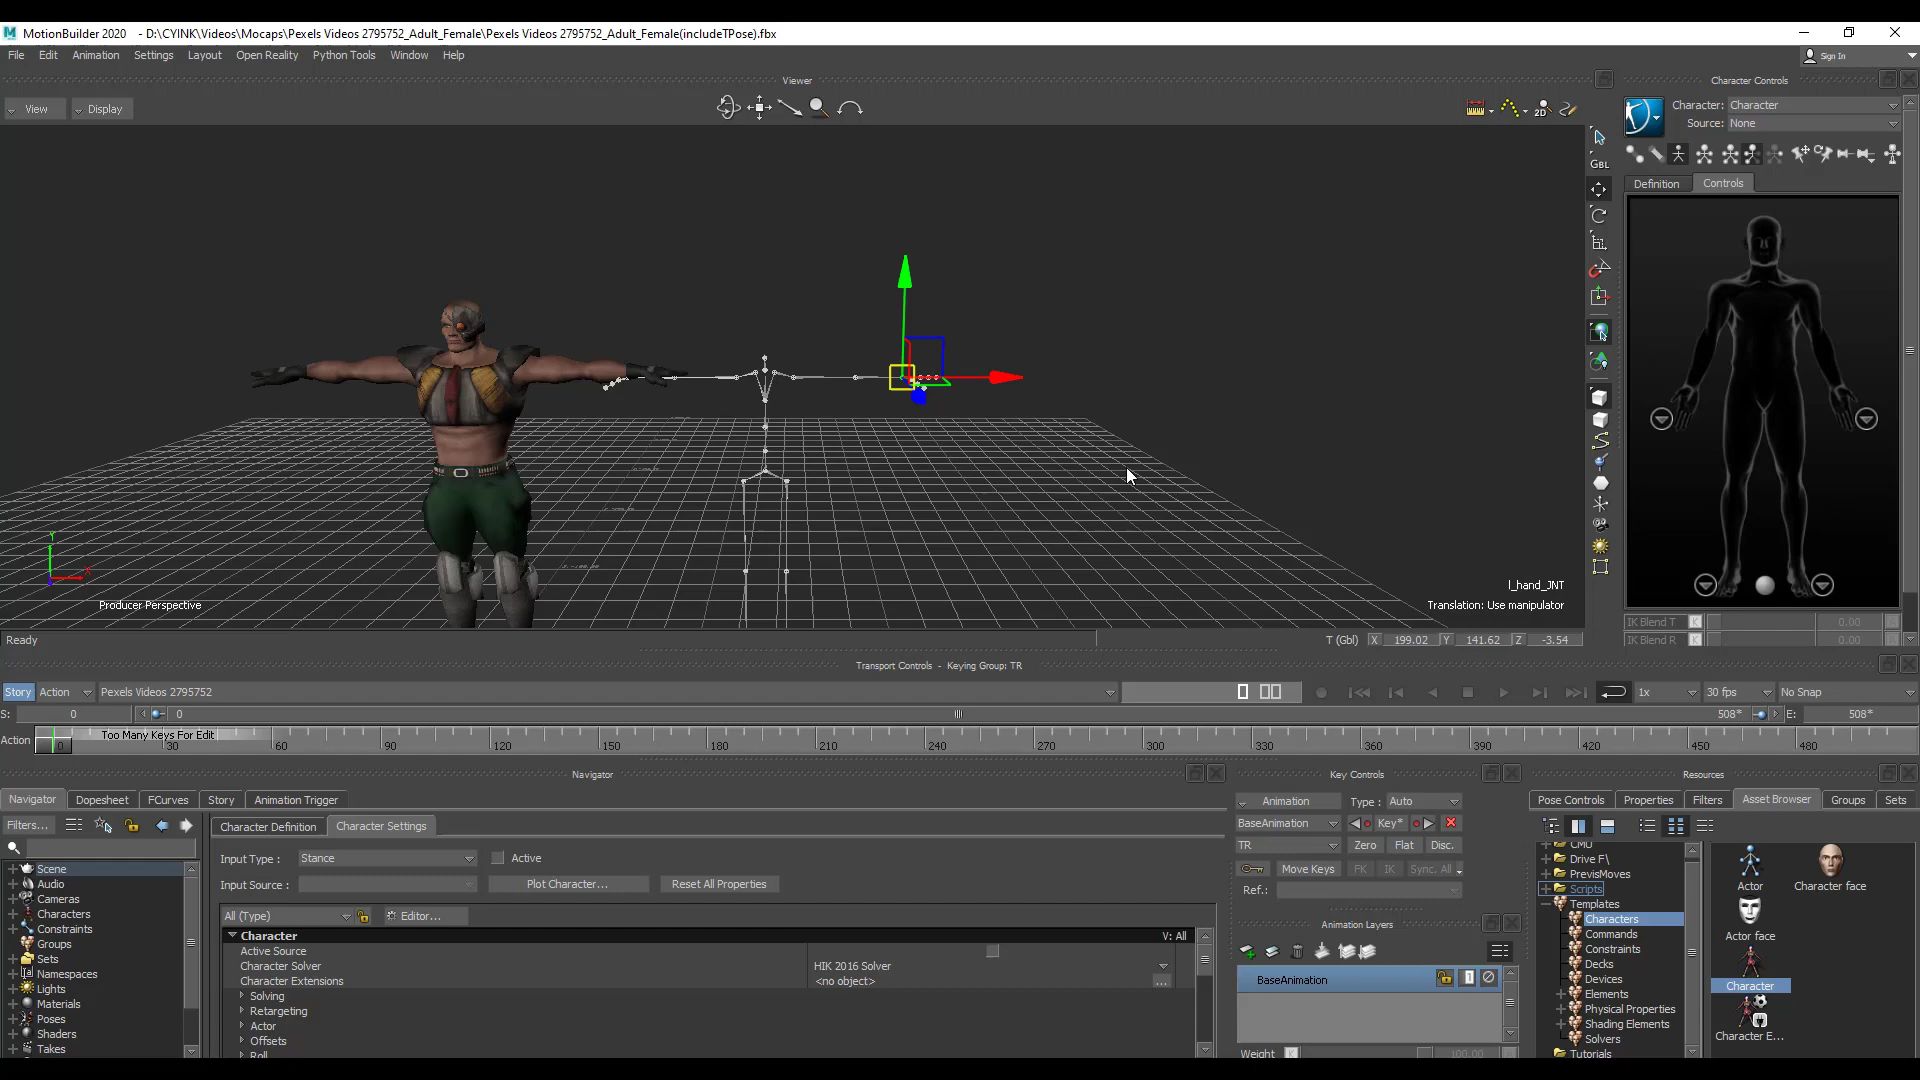 MotionBuilder 2020 - D:\CYINK\Videos\Mocaps\Pexels Videos 2795752_Adult_Female\Pexels Videos 2795752_Adult_Female(includeTPose).fbx
File Edit Animation Settings Layout Open Reality Python Tools Window Help
Sign In
Viewer
Character Controls
View Display
2D
Character: Character
Source: None
GBL
Definition Controls
l_hand_JNT
Producer Perspective
Translation: Use manipulator
Y
X
IK Blend T K 0.00 A
IK Blend R K 0.00
Ready
T (Gbl) X 199.02 Y 141.62 Z -3.54
Transport Controls - Keying Group: TR
Story Action Pexels Videos 2795752
1x 30 fps No Snap
S: 0 0 508* E: 508*
Action 0 Too Many Keys For Edit 30 60 90 120 150 180 210 240 270 300 330 360 390 420 450 480
Navigator
Key Controls
Resources
Navigator Dopesheet FCurves Story Animation Trigger
Animation Type : Auto
Pose Controls Properties Filters Asset Browser Groups Sets
Filters...
Character Definition Character Settings
BaseAnimation Key*
TR Zero Flat Disc.
Input Type : Stance Active
Input Source : Plot Character... Reset All Properties
Move Keys FK IK Sync. All
Ref.:
All (Type) Editor...
Scene
Audio
Cameras
Characters
Constraints
Groups
Sets
Namespaces
Lights
Materials
Poses
Shaders
Takes
Character V: All
Active Source
Character Solver HIK 2016 Solver
Character Extensions <no object> ...
Solving
Retargeting
Actor
Offsets
Roll
Animation Layers
BaseAnimation 1
Weight K 100.00
CMU
Drive F\
PrevisMoves
Scripts
Templates
Characters
Commands
Constraints
Decks
Devices
Elements
Physical Properties
Shading Elements
Solvers
Tutorials
Actor
Character face
Actor face
Character
Character E...